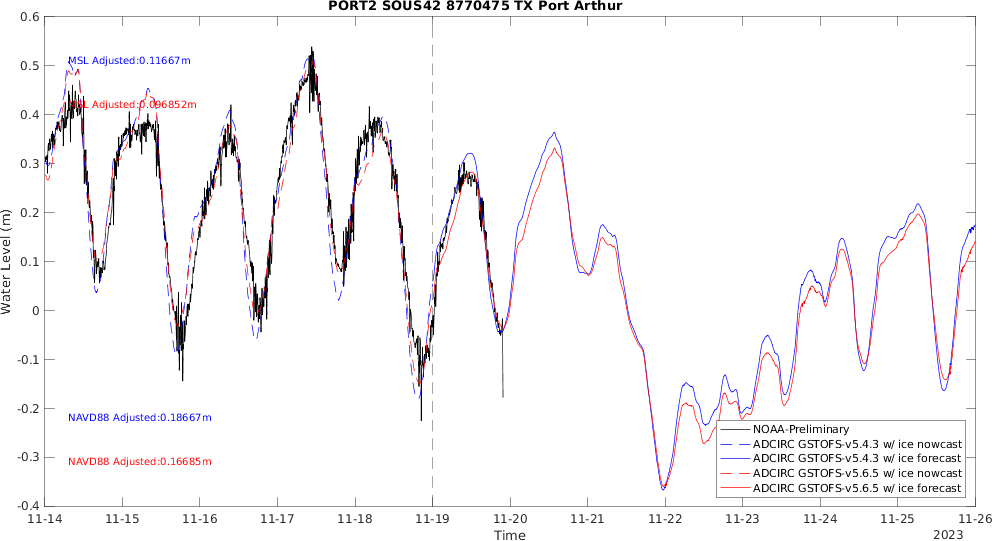 PORT2 SOUS42 8770475 TX Port Arthur
0.6
0.5
0.4
0.3
0.2
0.1
0
-0.1
-0.2
-0.3
-0.4
Water Level (m)
MSL Adjusted:0.11667m
MSL Adjusted:0.096852m
NAVD88 Adjusted:0.18667m
NAVD88 Adjusted:0.16685m
NOAA-Preliminary
ADCIRC GSTOFS-v5.4.3 w/ ice nowcast
ADCIRC GSTOFS-v5.4.3 w/ ice forecast
ADCIRC GSTOFS-v5.6.5 w/ ice nowcast
ADCIRC GSTOFS-v5.6.5 w/ ice forecast
11-14 11-15 11-16 11-17 11-18 11-19 11-20 11-21 11-22 11-23 11-24 11-25 11-26
Time
2023